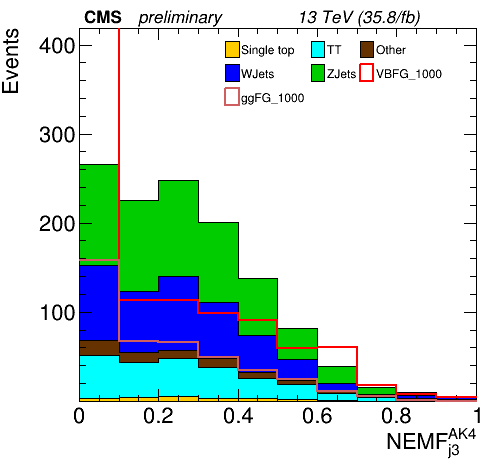 CMS preliminary 13 TeV (35.8/fb)
Events
400
300
200
100
Single top TT Other
WJets ZJets VBFG_1000
ggFG_1000
0 0.2 0.4 0.6 0.8 1
NEMF^{AK4}_{j3}